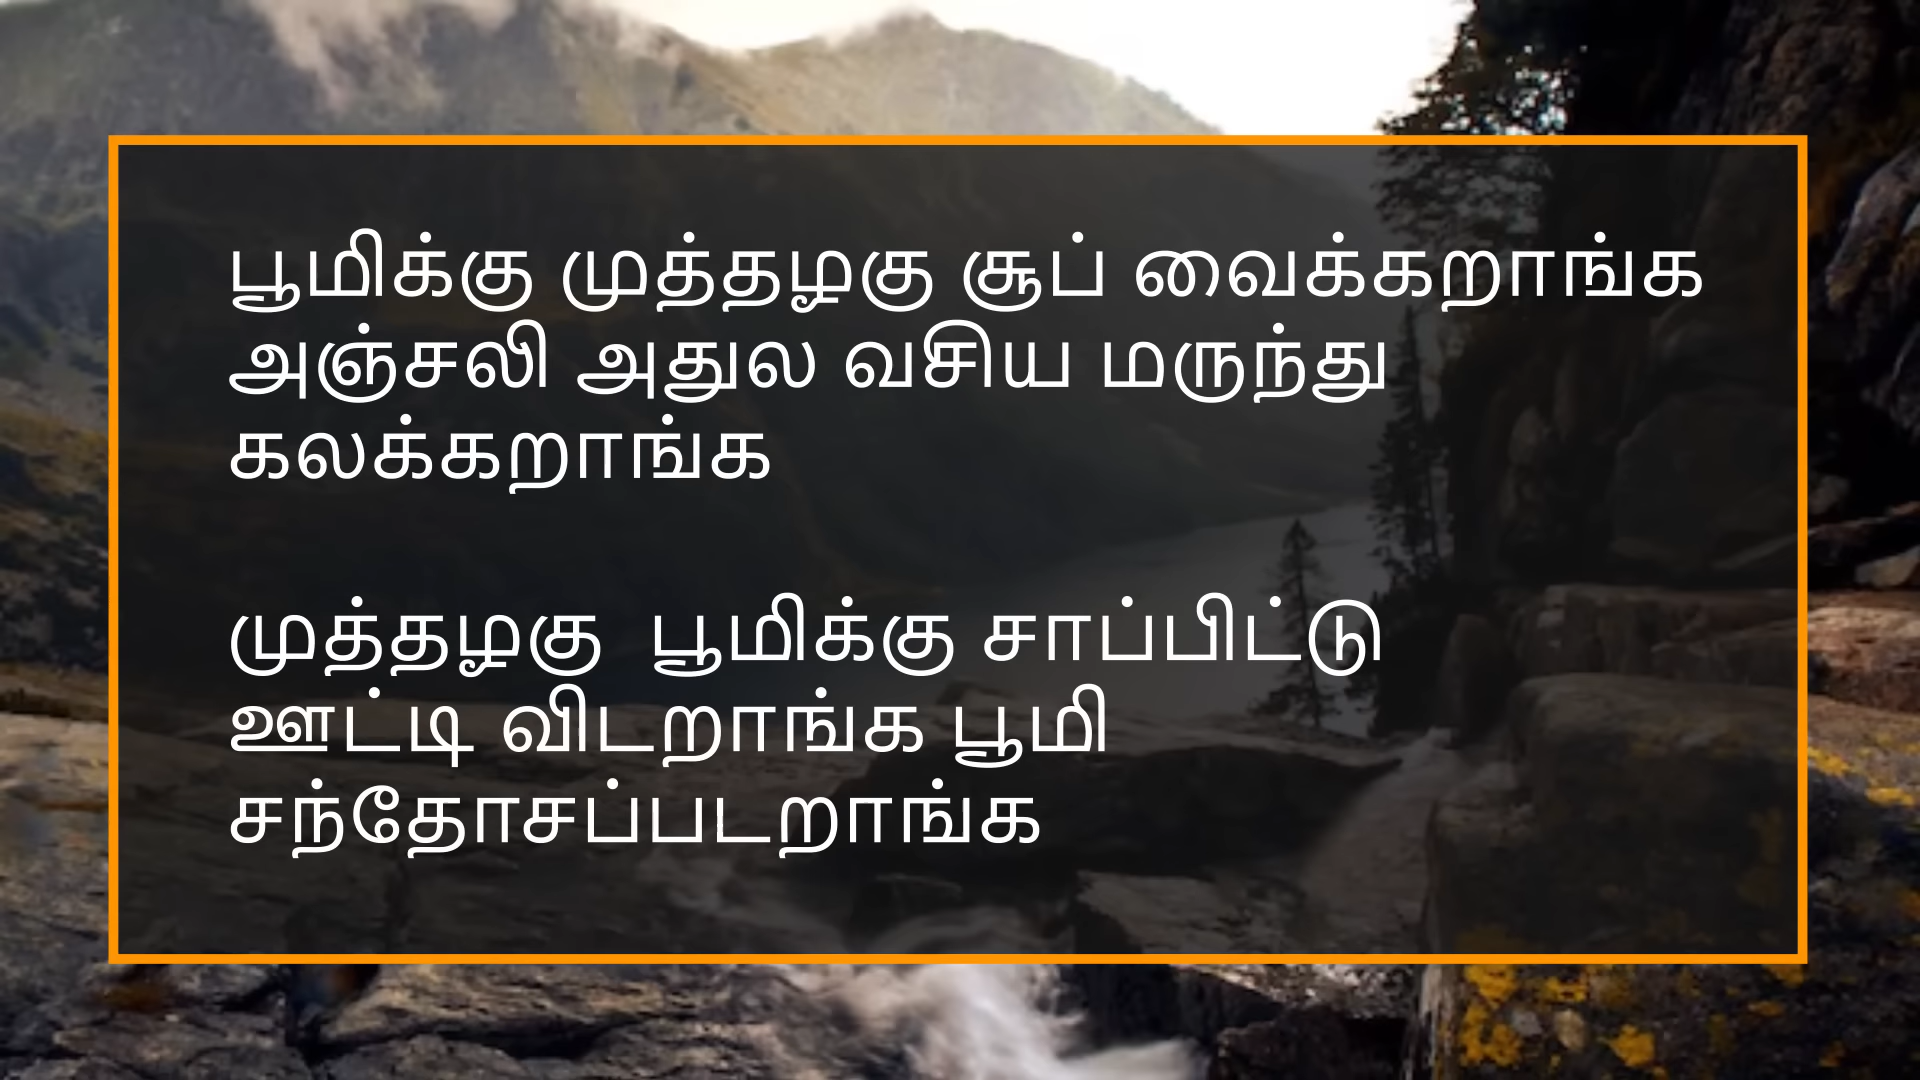 பூமிக்கு முத்தழகு சூப் வைக்கறாங்க
அஞ்சலி அதுல வசிய மருந்து
கலக்கறாங்க
முத்தழகு  பூமிக்கு சாப்பிட்டு
ஊட்டி விடறாங்க பூமி
சந்தோசப்படறாங்க